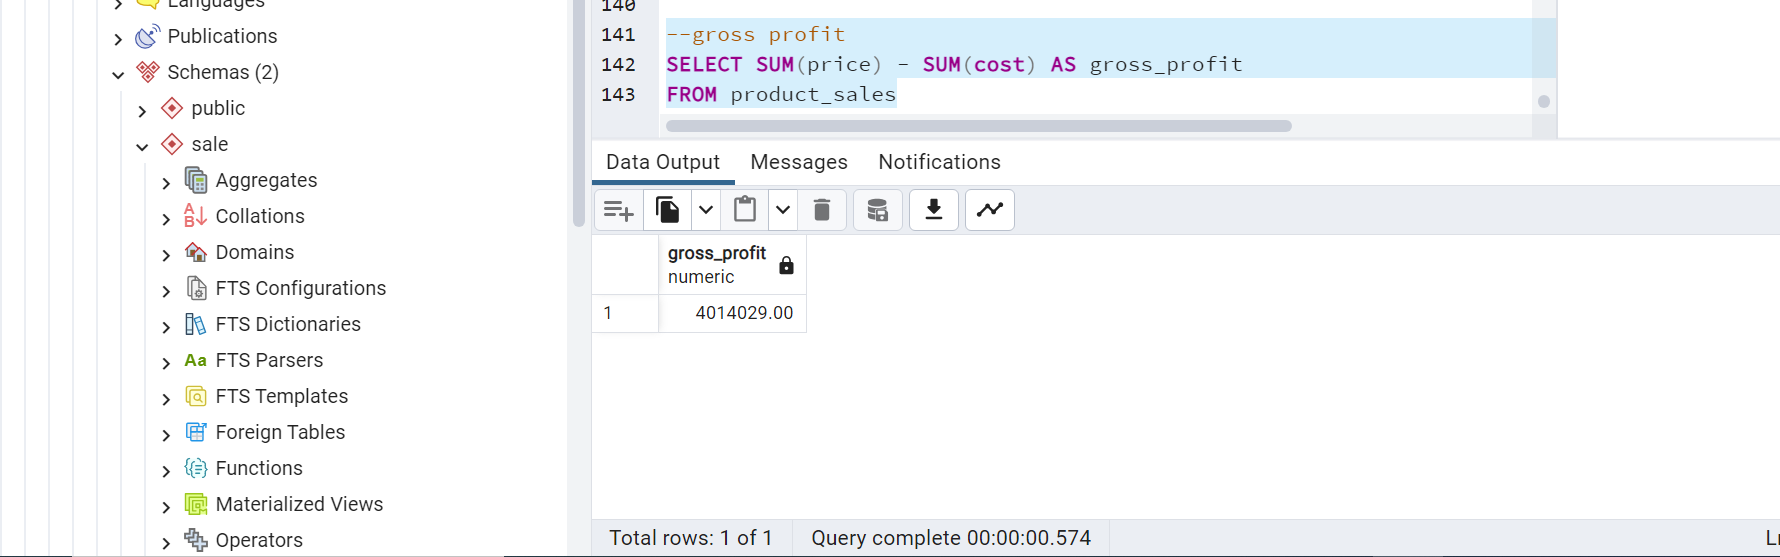 Languages
Publications
Schemas (2)
public
sale
Aggregates
Collations
Domains
FTS Configurations
FTS Dictionaries
Aa FTS Parsers
FTS Templates
Foreign Tables
Functions
Materialized Views
Operators
140
141 --gross profit
142 SELECT SUM(price) - SUM(cost) AS gross_profit
143 FROM product_sales
Data Output Messages Notifications
gross_profit
numeric
1 4014029.00
Total rows: 1 of 1 Query complete 00:00:00.574